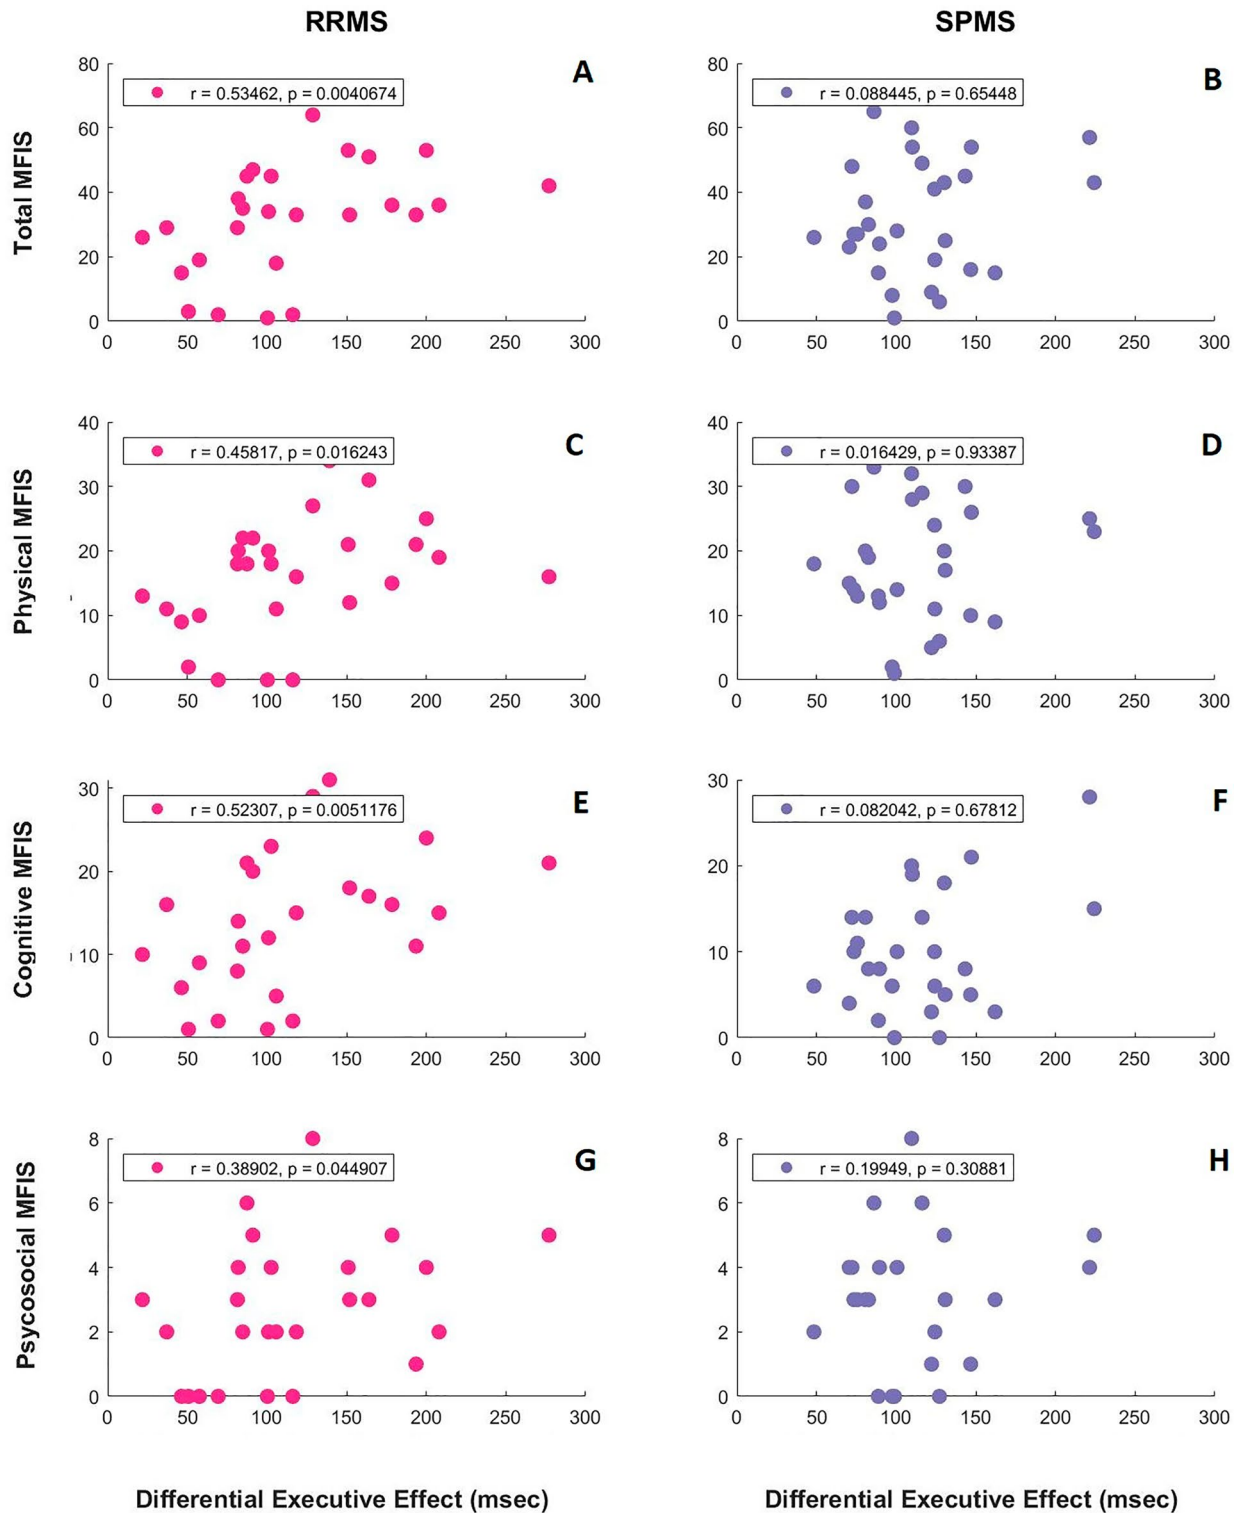 RRMS SPMS
A
B
r = 0.53462, p = 0.0040674
r = 0.088445, p = 0.65448
Total MFIS
80
60
40
20
0
0 50 100 150 200 250 300
80
60
40
20
0
0 50 100 150 200 250 300
C
D
r = 0.45817, p = 0.016243
r = 0.016429, p = 0.93387
Physical MFIS
40
30
20
10
0
0 50 100 150 200 250 300
40
30
20
10
0
0 50 100 150 200 250 300
E
F
r = 0.52307, p = 0.0051176
r = 0.082042, p = 0.67812
Cognitive MFIS
30
20
10
0
0 50 100 150 200 250 300
30
20
10
0
0 50 100 150 200 250 300
G
H
r = 0.38902, p = 0.044907
r = 0.19949, p = 0.30881
Psycosocial MFIS
8
6
4
2
0
0 50 100 150 200 250 300
8
6
4
2
0
0 50 100 150 200 250 300
Differential Executive Effect (msec)
Differential Executive Effect (msec)